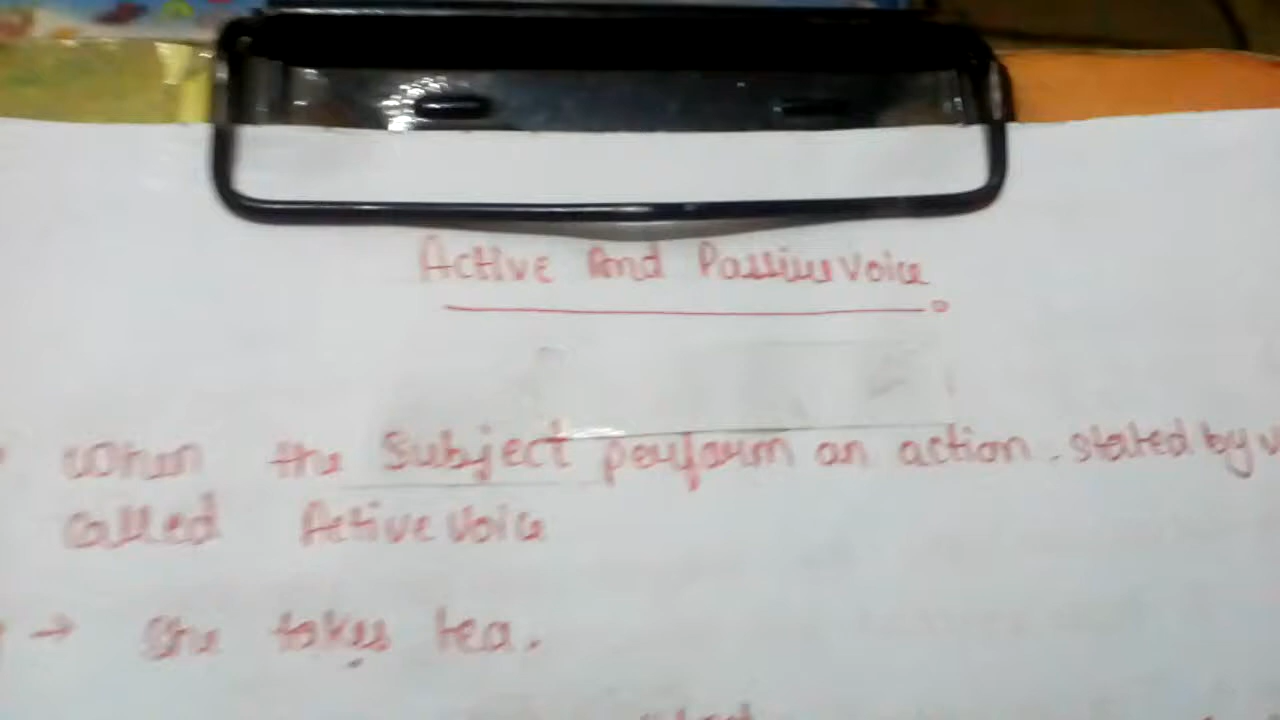 Active And Passive Voice
When the Subject perform an action. stated by
called Active Voice
→ She takes tea.